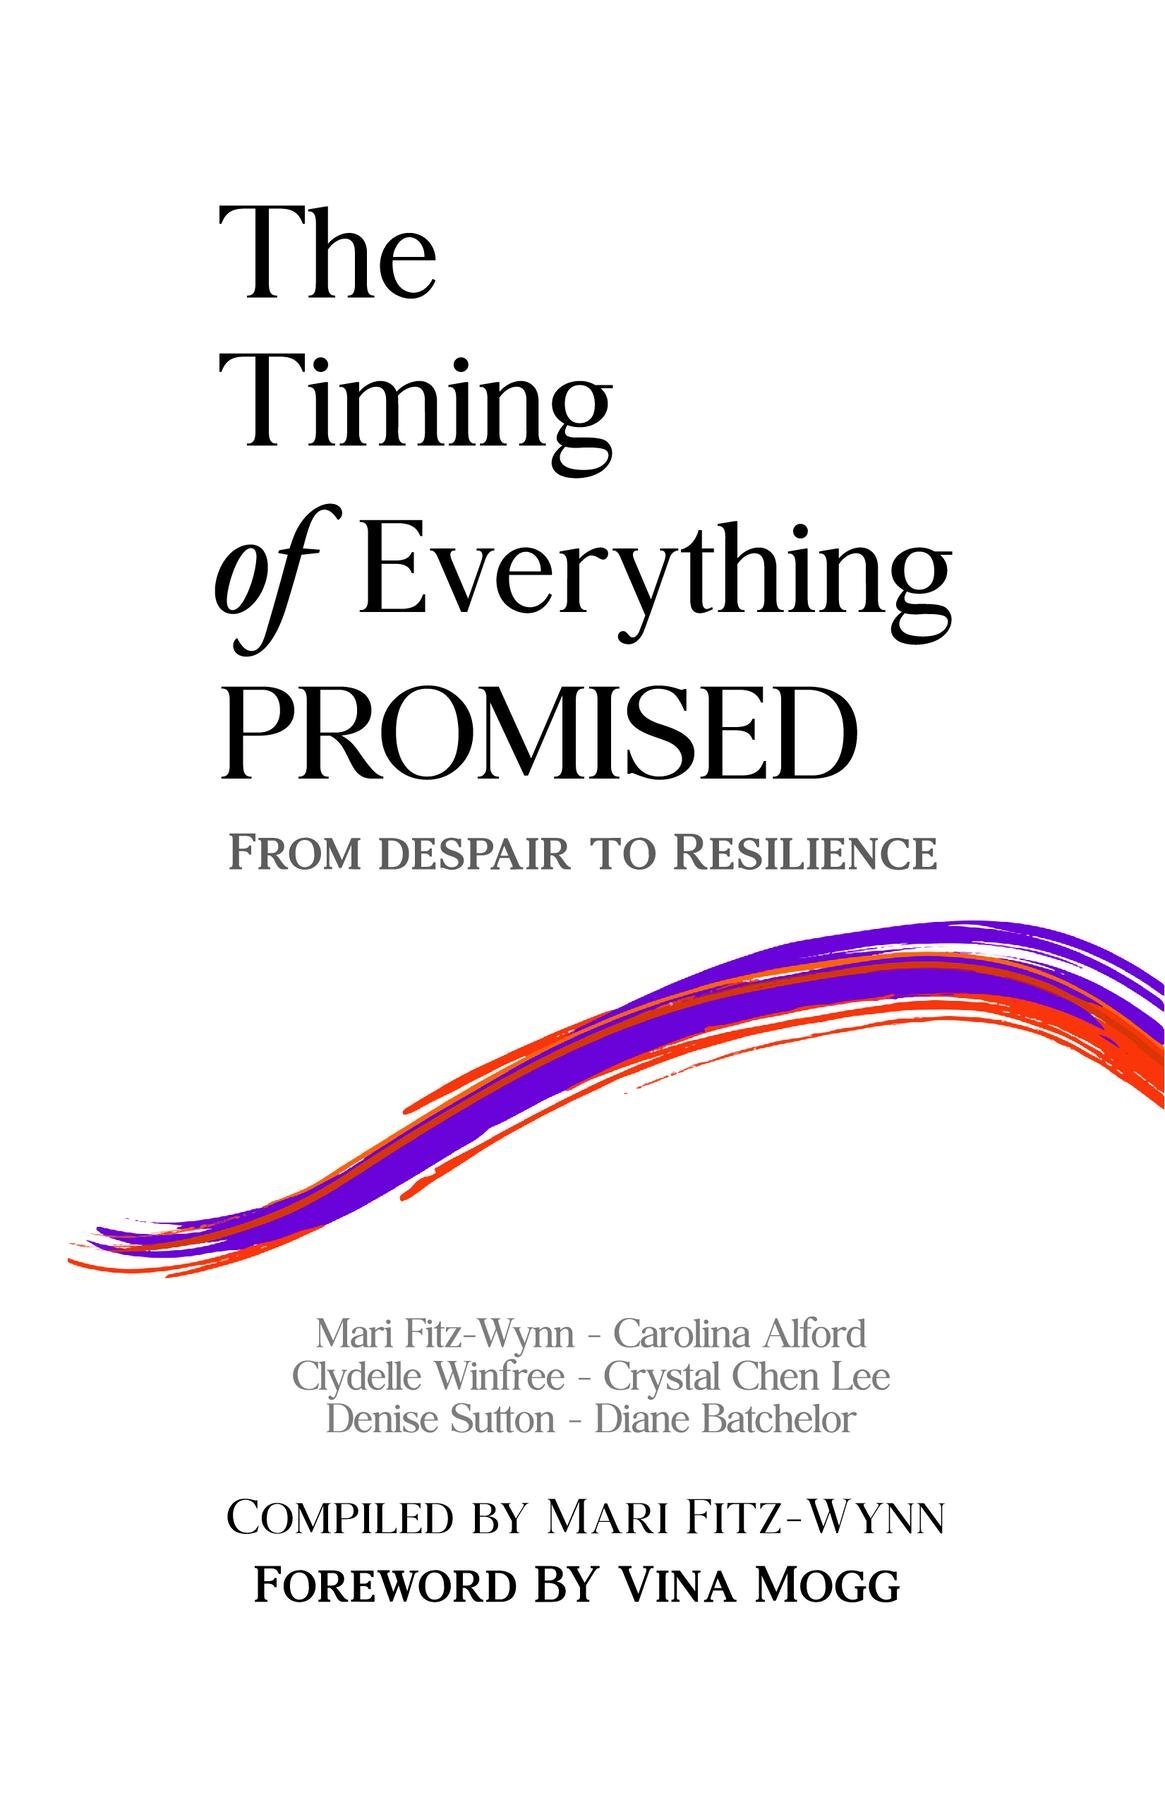 The
Timing
of Everything
PROMISED
FROM DESPAIR TO RESILIENCE
Mari Fitz-Wynn - Carolina Alford
Clydelle Winfree - Crystal Chen Lee
Denise Sutton - Diane Batchelor
COMPILED BY MARI FITZ-WYNN
FOREWORD BY VINA MOGG